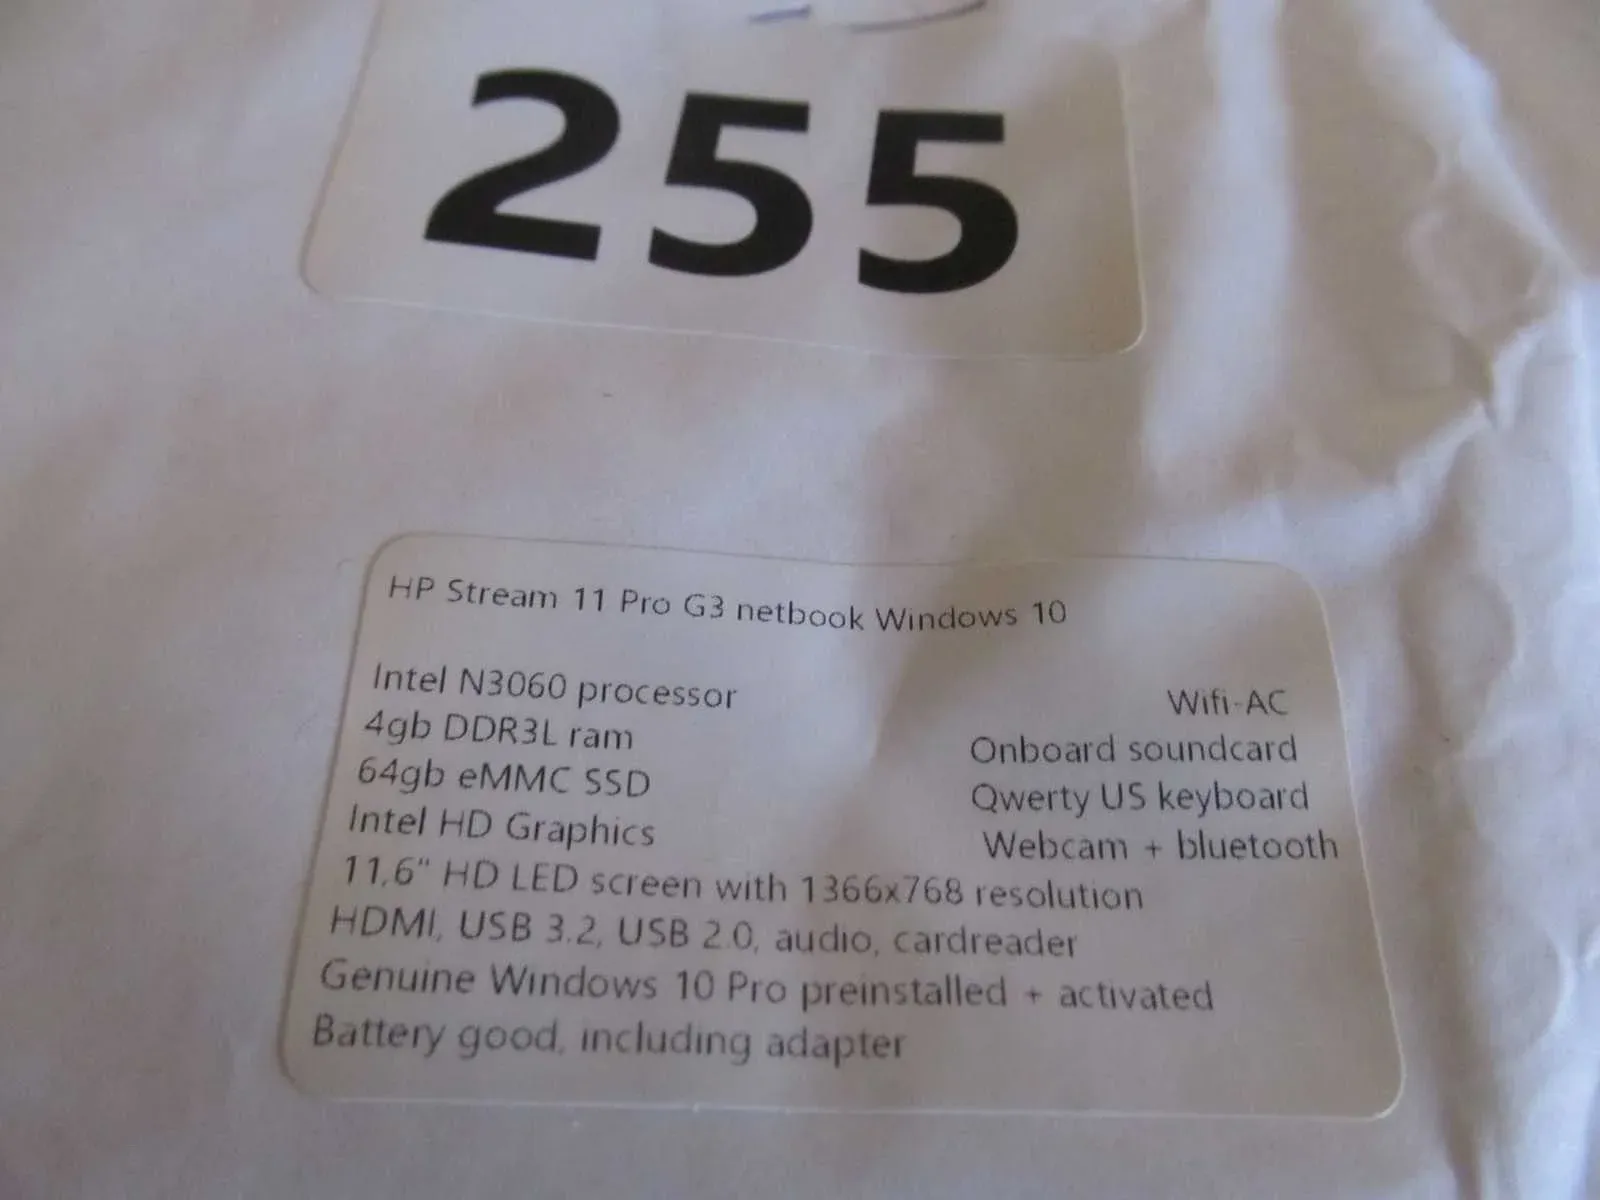 255
HP Stream 11 Pro G3 netbook Windows 10
Intel N3060 processor
Wifi-AC
4gb DDR3L ram
Onboard soundcard
64gb eMMC SSD
Qwerty US keyboard
Intel HD Graphics
Webcam + bluetooth
11,6" HD LED screen with 1366x768 resolution
HDMI, USB 3.2, USB 2.0, audio, cardreader
Genuine Windows 10 Pro preinstalled + activated
Battery good, including adapter